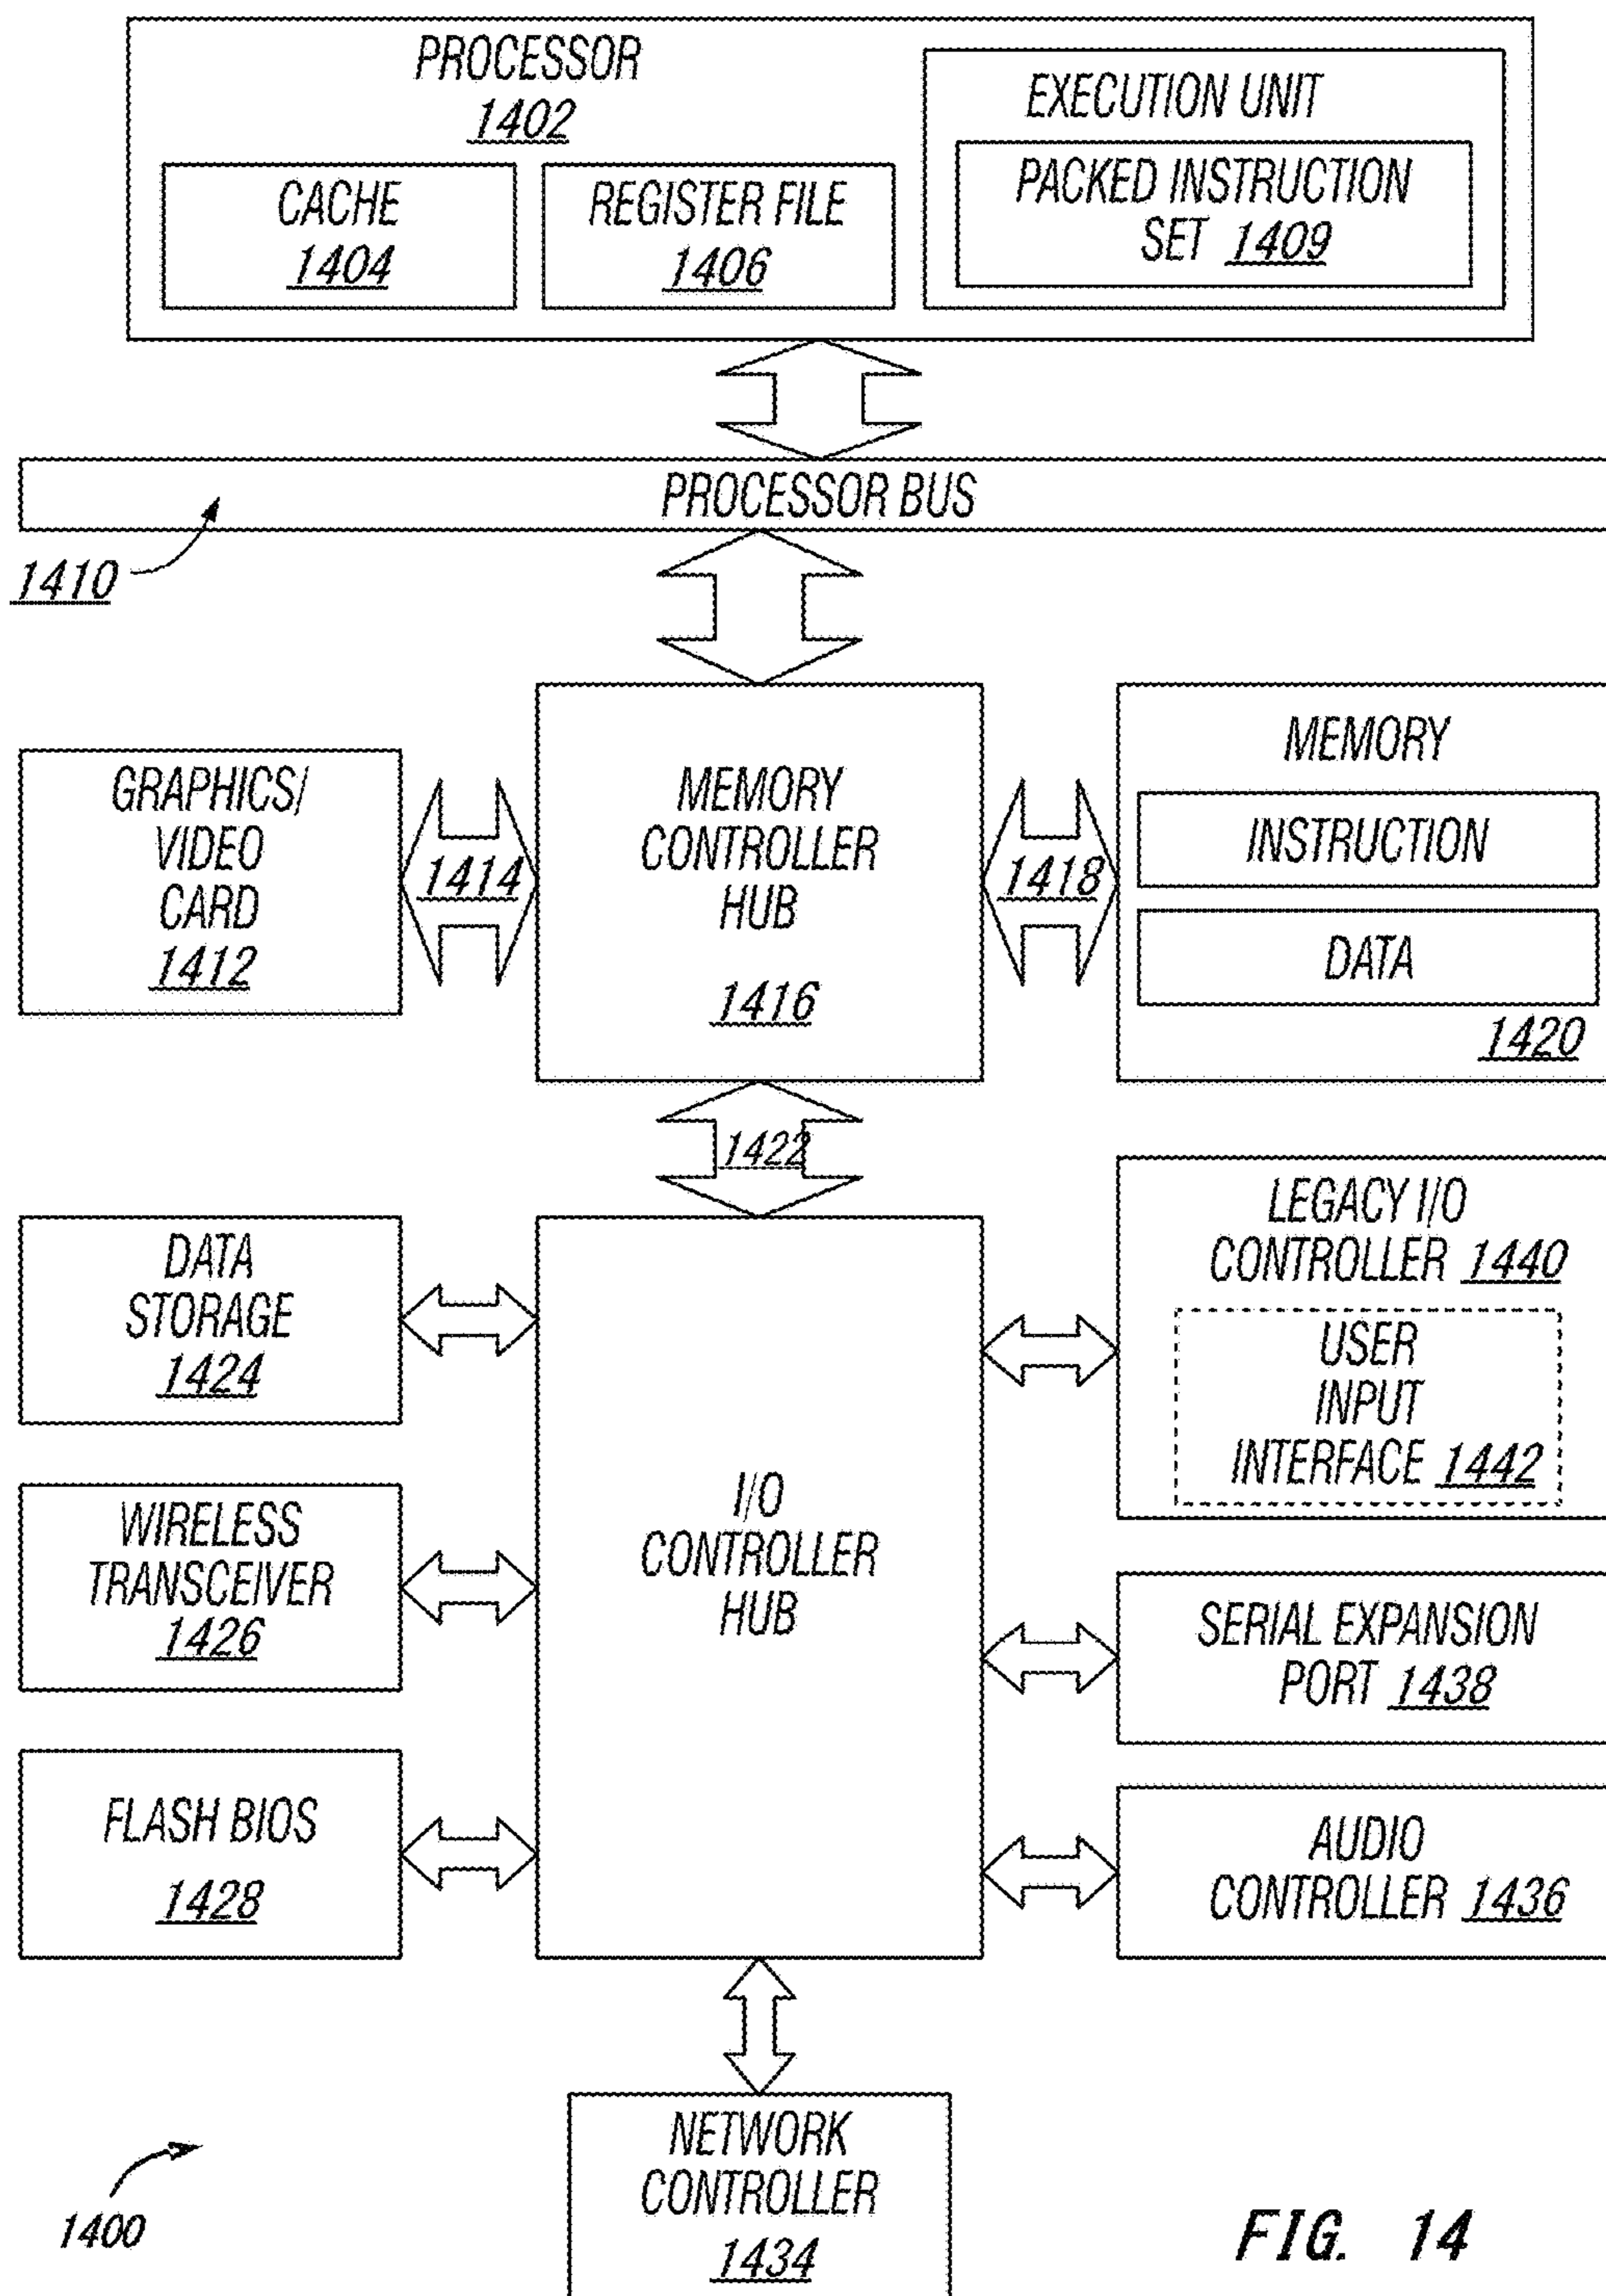 PROCESSOR
1402
CACHE
1404
REGISTER FILE
1406
EXECUTION UNIT
PACKED INSTRUCTION
SET 1409
PROCESSOR BUS
1410
GRAPHICS/
VIDEO
CARD
1412
1414
MEMORY
CONTROLLER
HUB
1416
1418
MEMORY
INSTRUCTION
DATA
1420
1422
DATA
STORAGE
1424
WIRELESS
TRANSCEIVER
1426
FLASH BIOS
1428
I/O
CONTROLLER
HUB
LEGACY I/O
CONTROLLER 1440
USER
INPUT
INTERFACE 1442
SERIAL EXPANSION
PORT 1438
AUDIO
CONTROLLER 1436
NETWORK
CONTROLLER
1434
1400
FIG. 14